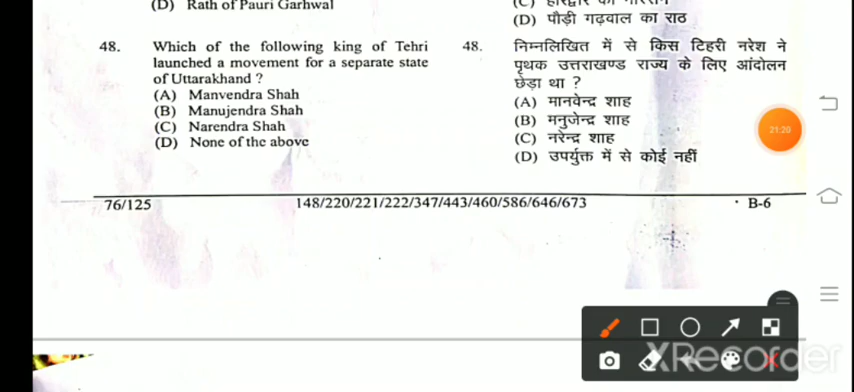 (D) Rath of Pauri Garhwal
48. Which of the following king of Tehri
launched a movement for a separate state
of Uttarakhand ?
(A) Manvendra Shah
(B) Manujendra Shah
(C) Narendra Shah
(D) None of the above
(D) पौड़ी गढ़वाल का राठ
48. निम्नलिखित में से किस टिहरी नरेश ने
पृथक उत्तराखण्ड राज्य के लिए आंदोलन
छेड़ा था ?
(A) मानवेन्द्र शाह
(B) मनुजेन्द्र शाह
(C) नरेन्द्र शाह
(D) उपर्युक्त में से कोई नहीं
76/125 148/220/221/222/347/443/460/586/646/673 B-6
21:20
XRecorder